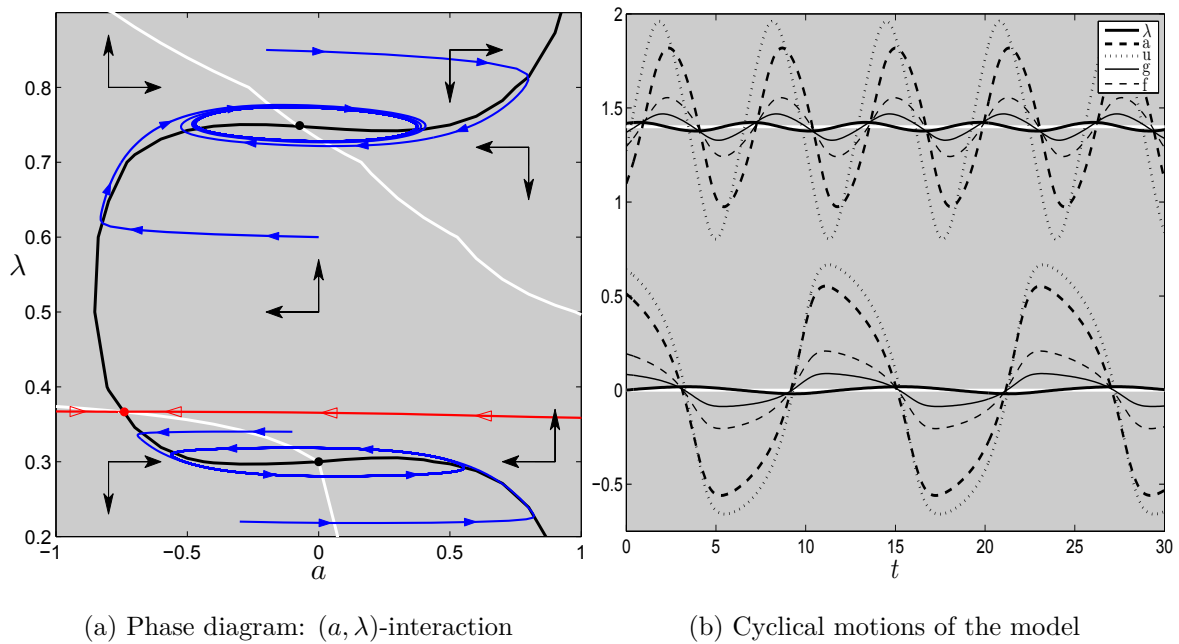 0.8
0.7
0.6
λ
0.5
0.4
0.3
0.2
−1
−0.5
0
0.5
1
a
2
1.5
1
0.5
0
−0.5
0
5
10
15
20
25
30
t
λ
a
u
g
f
(a) Phase diagram: (a, λ)-interaction
(b) Cyclical motions of the model